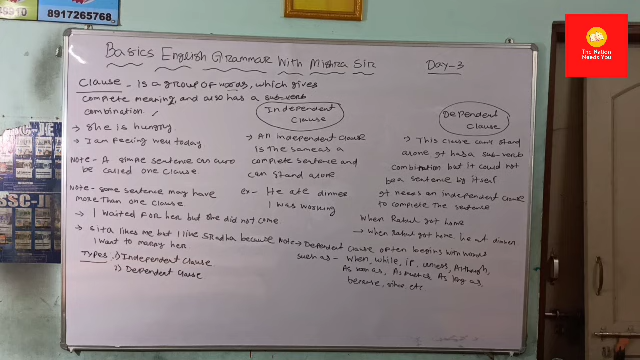 8917265768
The Nation
Needs You
Basics English Grammar With Mishra Sir Day-3
Clause - Is a group of words, which gives
complete meaning, and also has a sub-verb
combination
→ She is hungry
→ I am feeling well today
Note - A simple sentence can also
be called one clause
Note - some sentence may have
more than one clause
→ I waited for her but she did not come
→ Sita likes me but I like Sradha because
I want to marry her
Types i) Independent Clause
i) Dependent Clause
Independent
Clause
→ An independent clause
is the same as a
complete sentence and
can stand alone
ex- He ate dinner
I was working
Dependent
Clause
→ This clause can't stand
alone it has a sub-verb
combination but it could not
be a sentence by itself
it needs an independent clause
to complete the sentence
When Rahul got home
→ When Rahul got home, he ate dinner
Note → Dependent clause often begins with words
such as - When, while, if, unless, Although,
As soon as, As much as, As long as,
because, since etc